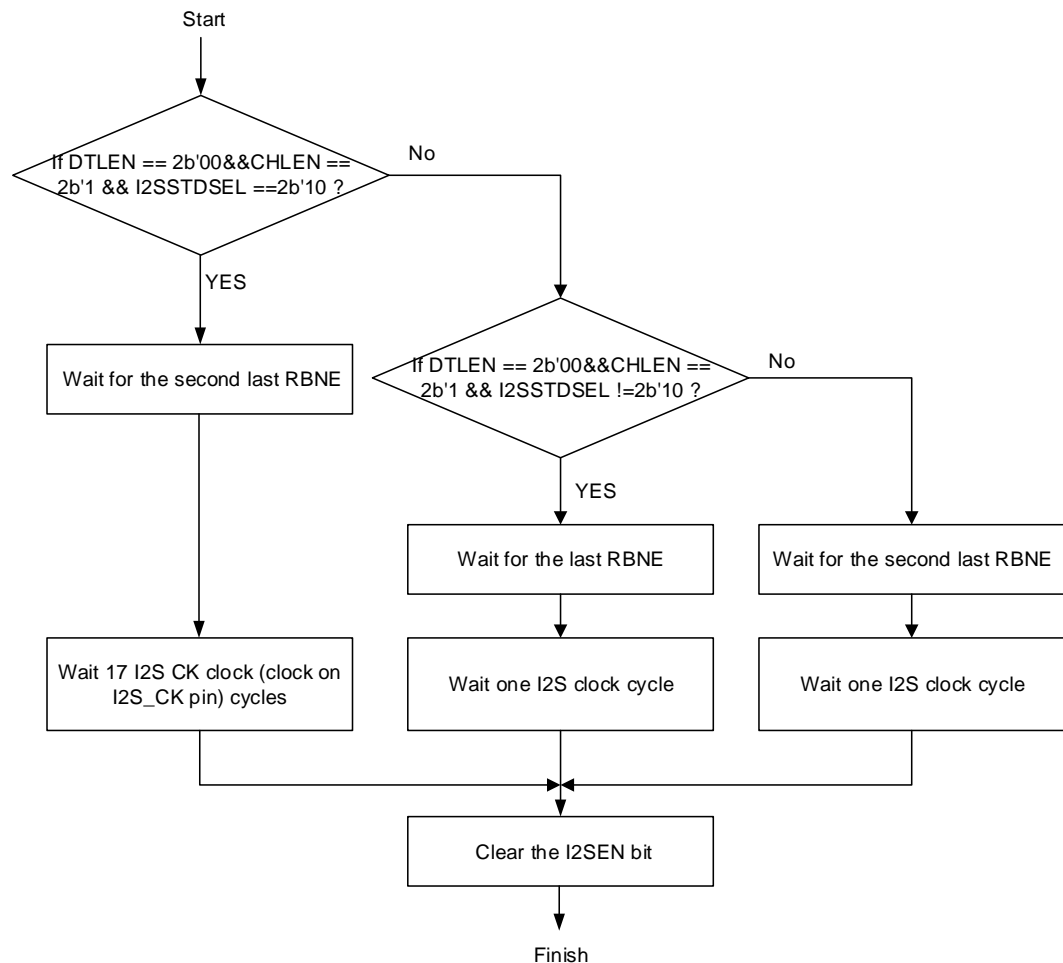 Start
If DTLEN == 2b'00&&CHLEN ==
2b'1 && I2SSTDSEL ==2b'10 ?
No
YES
Wait for the second last RBNE
If DTLEN == 2b'00&&CHLEN ==
2b'1 && I2SSTDSEL !=2b'10 ?
No
YES
Wait for the last RBNE
Wait for the second last RBNE
Wait 17 I2S CK clock (clock on
I2S_CK pin) cycles
Wait one I2S clock cycle
Wait one I2S clock cycle
Clear the I2SEN bit
Finish